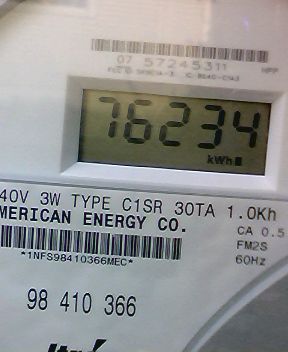 07 57245311
HPP
76234
kWh
40V 3W TYPE C1SR 30TA 1.0Kh
MERICAN ENERGY CO.
CA 0.5
FM2S
60Hz
*1NFS98410366MEC*
98 410 366